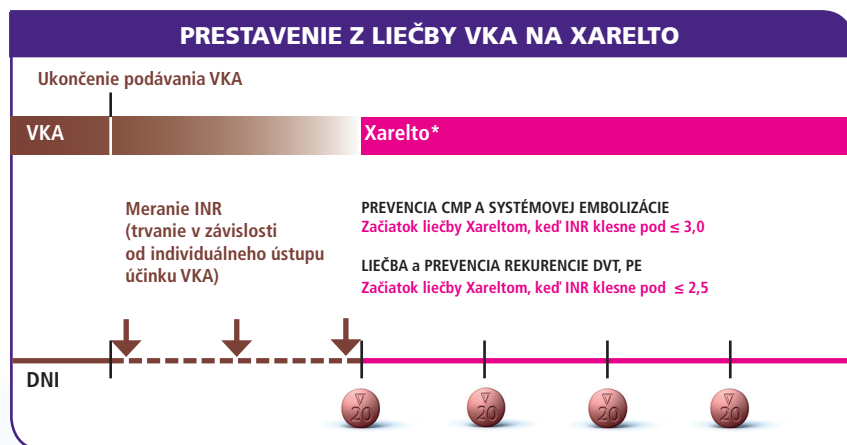 PRESTAVENIE Z LIEČBY VKA NA XARELTO
Ukončenie podávania VKA
VKA
Xarelto*
Meranie INR
(trvanie v závislosti
od individuálneho ústupu
účinku VKA)
PREVENCIA CMP A SYSTÉMOVEJ EMBOLIZÁCIE
Začiatok liečby Xareltom, keď INR klesne pod ≤ 3,0
LIEČBA a PREVENCIA REKURENCIE DVT, PE
Začiatok liečby Xareltom, keď INR klesne pod ≤ 2,5
DNI
20
20
20
20